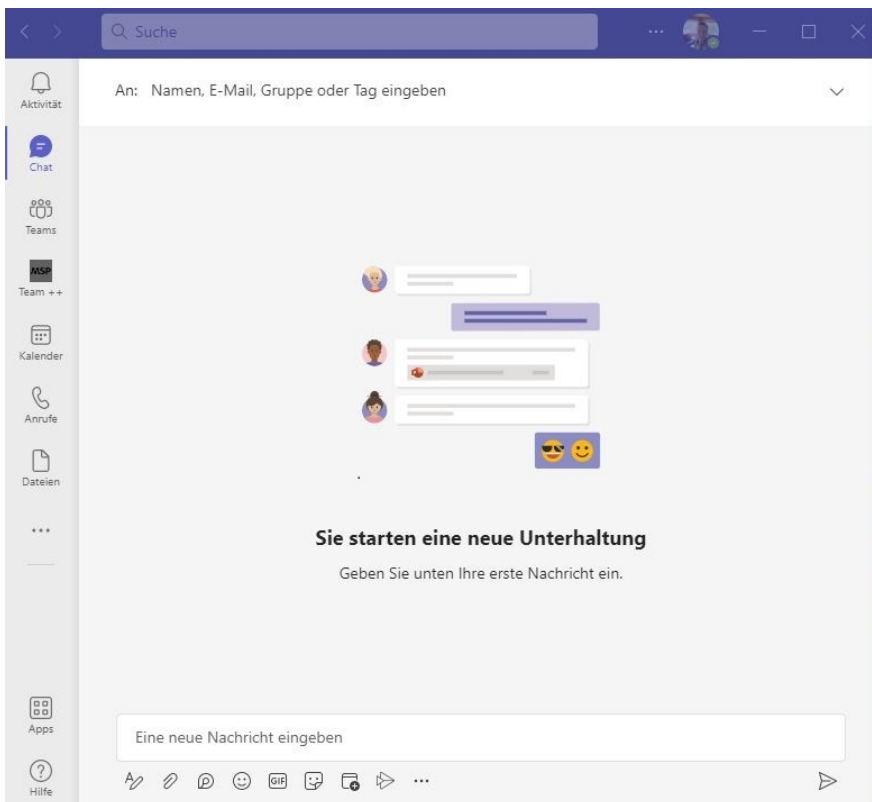 Suche
An: Namen, E-Mail, Gruppe oder Tag eingeben
Aktivität
Chat
Teams
MSP
Team ++
Kalender
Anrufe
Dateien
Sie starten eine neue Unterhaltung
Geben Sie unten Ihre erste Nachricht ein.
Apps
Hilfe
Eine neue Nachricht eingeben
GIF